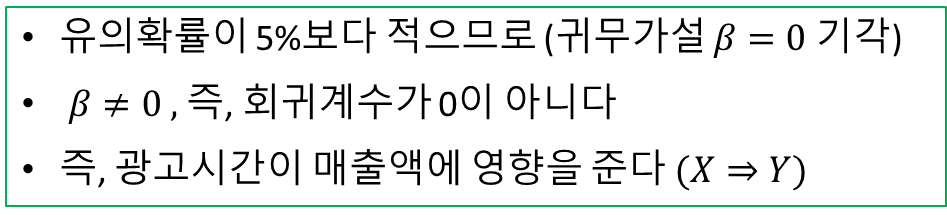 • 유의확률이 5%보다 적으므로 (귀무가설 β = 0 기각)
• β ≠ 0 , 즉, 회귀계수가 0이 아니다
• 즉, 광고시간이 매출액에 영향을 준다 (X ⇒ Y)